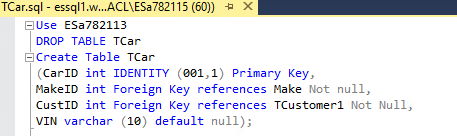 TCar.sql - essql1.w...ACL\ESa782115 (60))
Use ESa782113
DROP TABLE TCar
Create Table TCar
(CarID int IDENTITY (001,1) Primary Key,
MakeID int Foreign Key references Make Not null,
CustID int Foreign Key references TCustomer1 Not Null,
VIN varchar (10) default null);